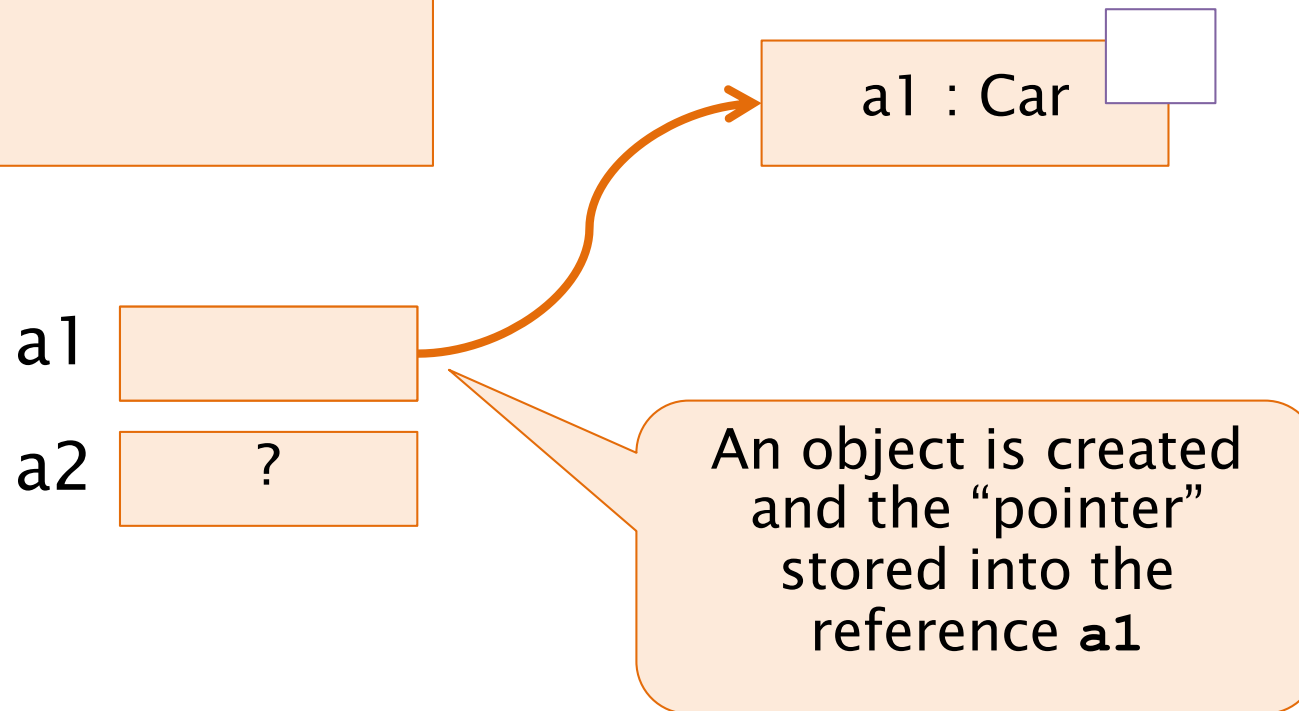 a1 : Car
a1
a2 ?
An object is created
and the “pointer”
stored into the
reference a1